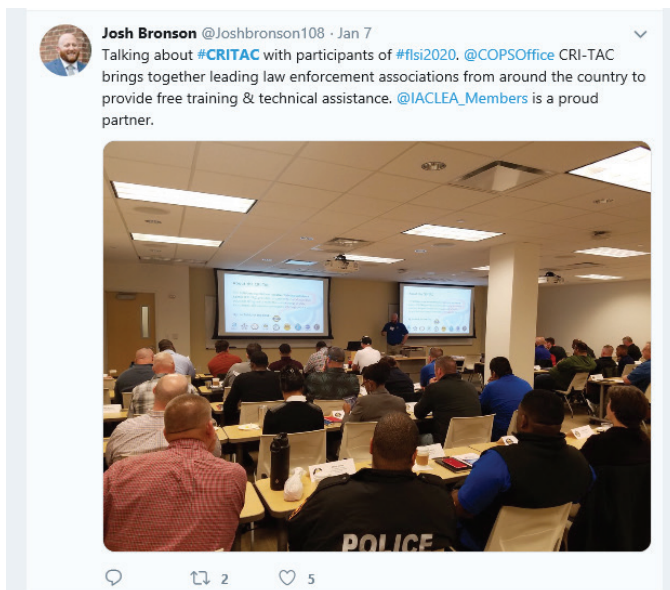 Josh Bronson @Joshbronson108 · Jan 7
Talking about #CRITAC with participants of #flsi2020. @COPSOffice CRI-TAC
brings together leading law enforcement associations from around the country to
provide free training & technical assistance. @IACLEA_Members is a proud
partner.
POLICE
2 5